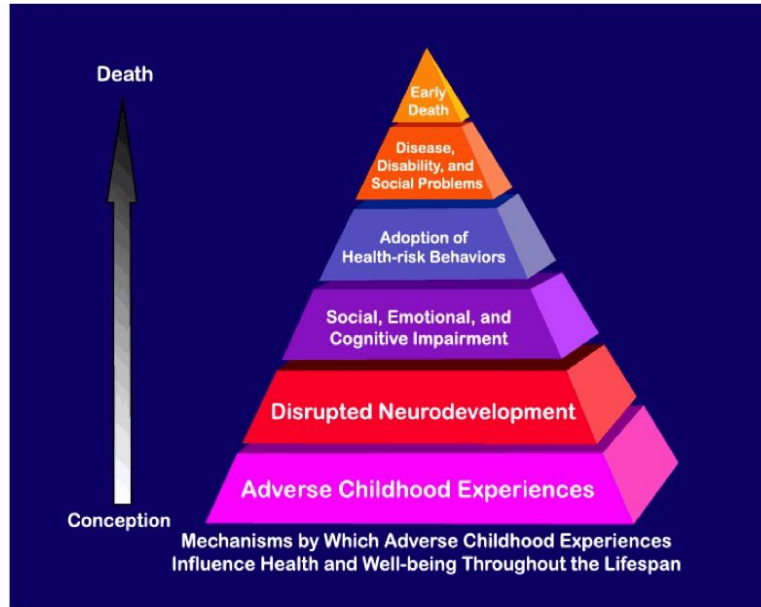 Death
Early
Death
Disease,
Disability, and
Social Problems
Adoption of
Health-risk Behaviors
Social, Emotional, and
Cognitive Impairment
Disrupted Neurodevelopment
Adverse Childhood Experiences
Conception
Mechanisms by Which Adverse Childhood Experiences
Influence Health and Well-being Throughout the Lifespan